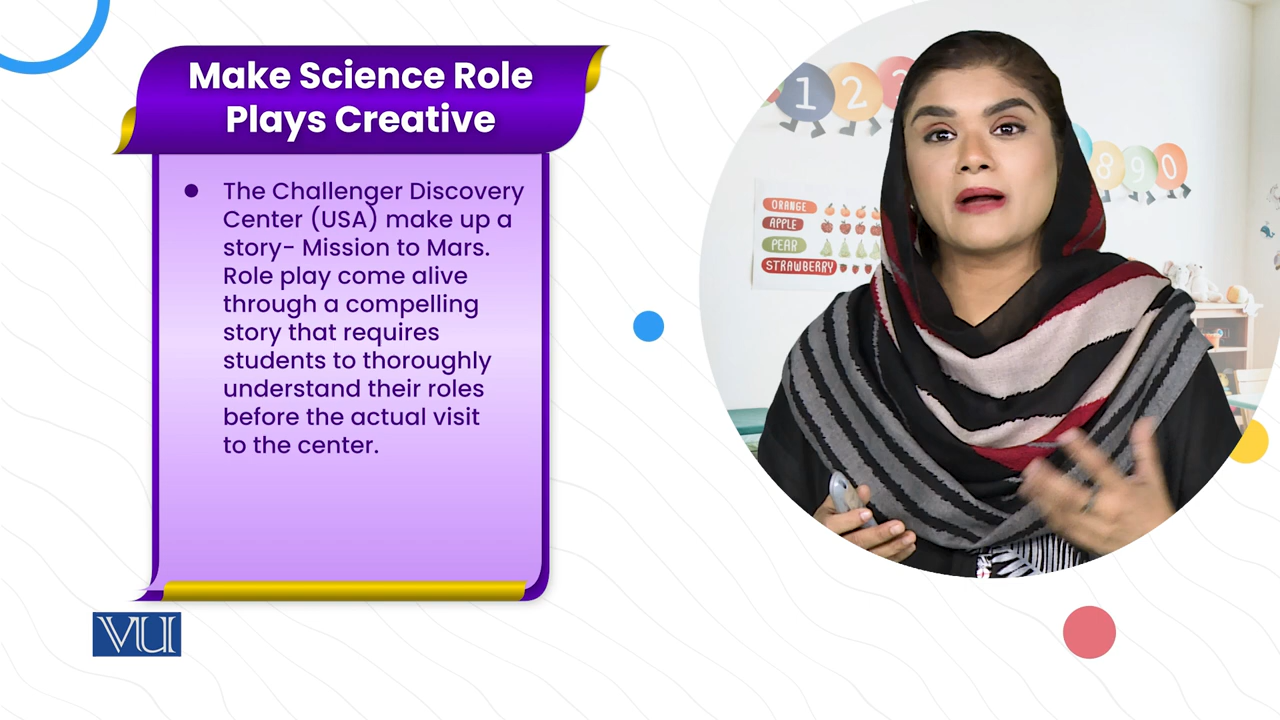 Make Science Role
Plays Creative
The Challenger Discovery
Center (USA) make up a
story- Mission to Mars.
Role play come alive
through a compelling
story that requires
students to thoroughly
understand their roles
before the actual visit
to the center.
VU
1 2 3
8 9 0
ORANGE
APPLE
PEAR
STRAWBERRY